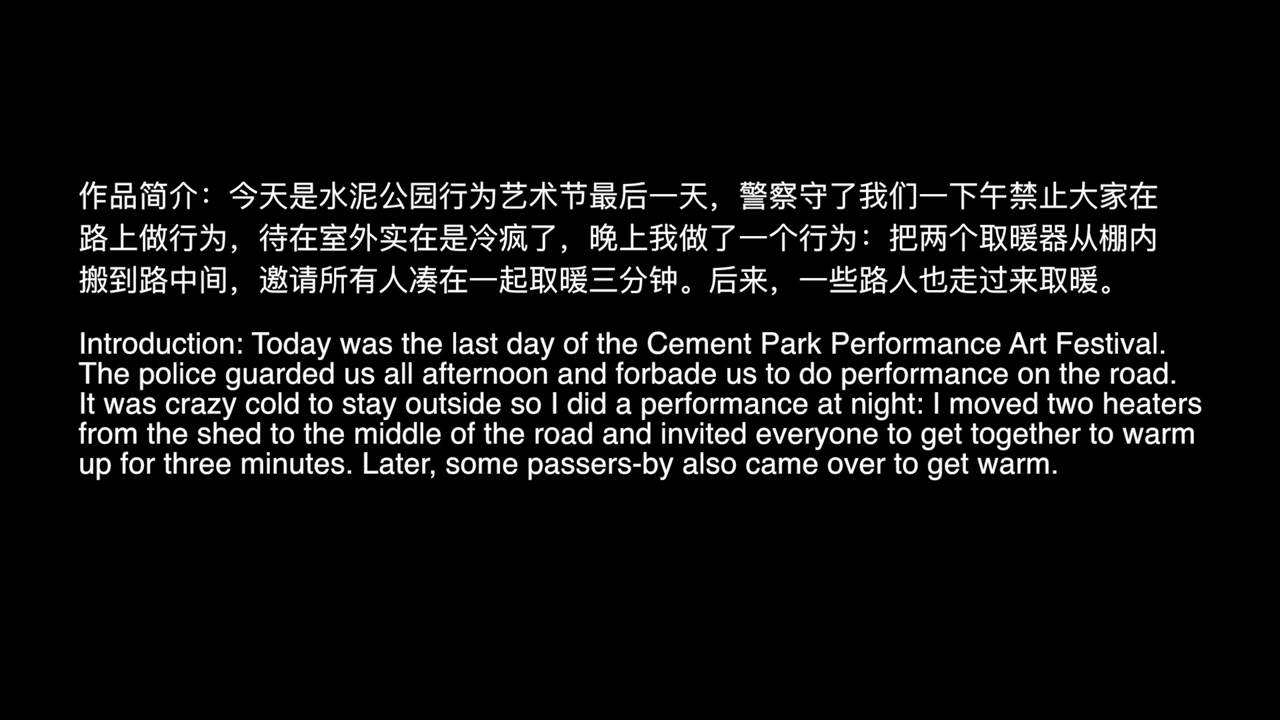 作品简介：今天是水泥公园行为艺术节最后一天，警察守了我们一下午禁止大家在
路上做行为，待在室外实在是冷疯了，晚上我做了一个行为：把两个取暖器从棚内
搬到路中间，邀请所有人凑在一起取暖三分钟。后来，一些路人也走过来取暖。
Introduction: Today was the last day of the Cement Park Performance Art Festival.
The police guarded us all afternoon and forbade us to do performance on the road.
It was crazy cold to stay outside so I did a performance at night: I moved two heaters
from the shed to the middle of the road and invited everyone to get together to warm
up for three minutes. Later, some passers-by also came over to get warm.